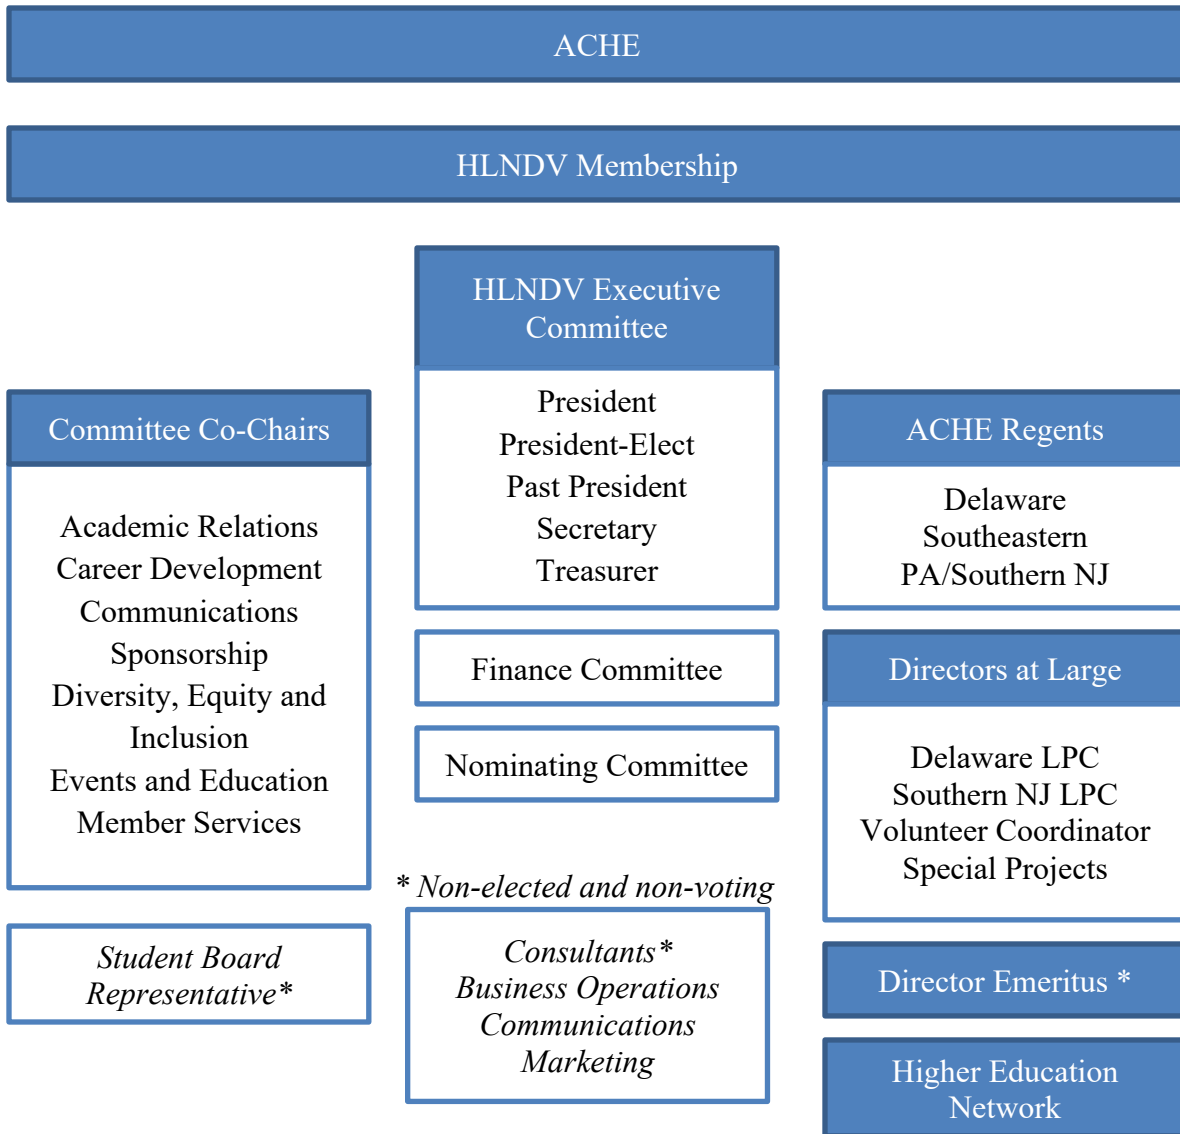 ACHE
HLNDV Membership
HLNDV Executive
Committee
President
President-Elect
Past President
Secretary
Treasurer
Finance Committee
Nominating Committee
Committee Co-Chairs
Academic Relations
Career Development
Communications
Sponsorship
Diversity, Equity and
Inclusion
Events and Education
Member Services
Student Board
Representative*
* Non-elected and non-voting
Consultants*
Business Operations
Communications
Marketing
ACHE Regents
Delaware
Southeastern
PA/Southern NJ
Directors at Large
Delaware LPC
Southern NJ LPC
Volunteer Coordinator
Special Projects
Director Emeritus *
Higher Education
Network